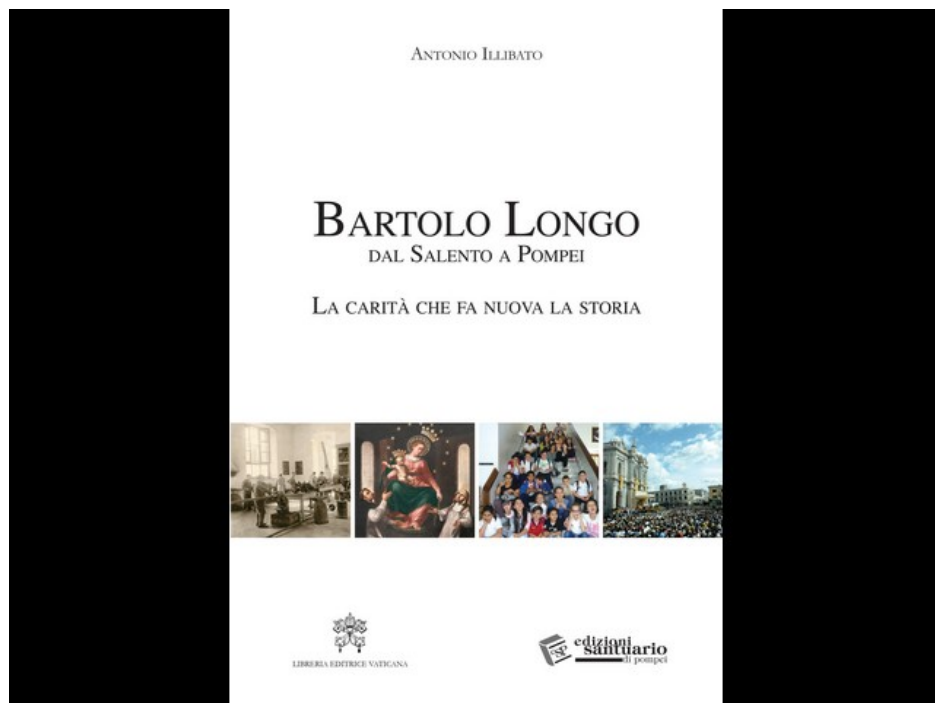 Antonio Illibato
Bartolo Longo
dal Salento a Pompei
La carità che fa nuova la storia
LIBRERIA EDITRICE VATICANA
ESP
edizioni
santuario
di pompei